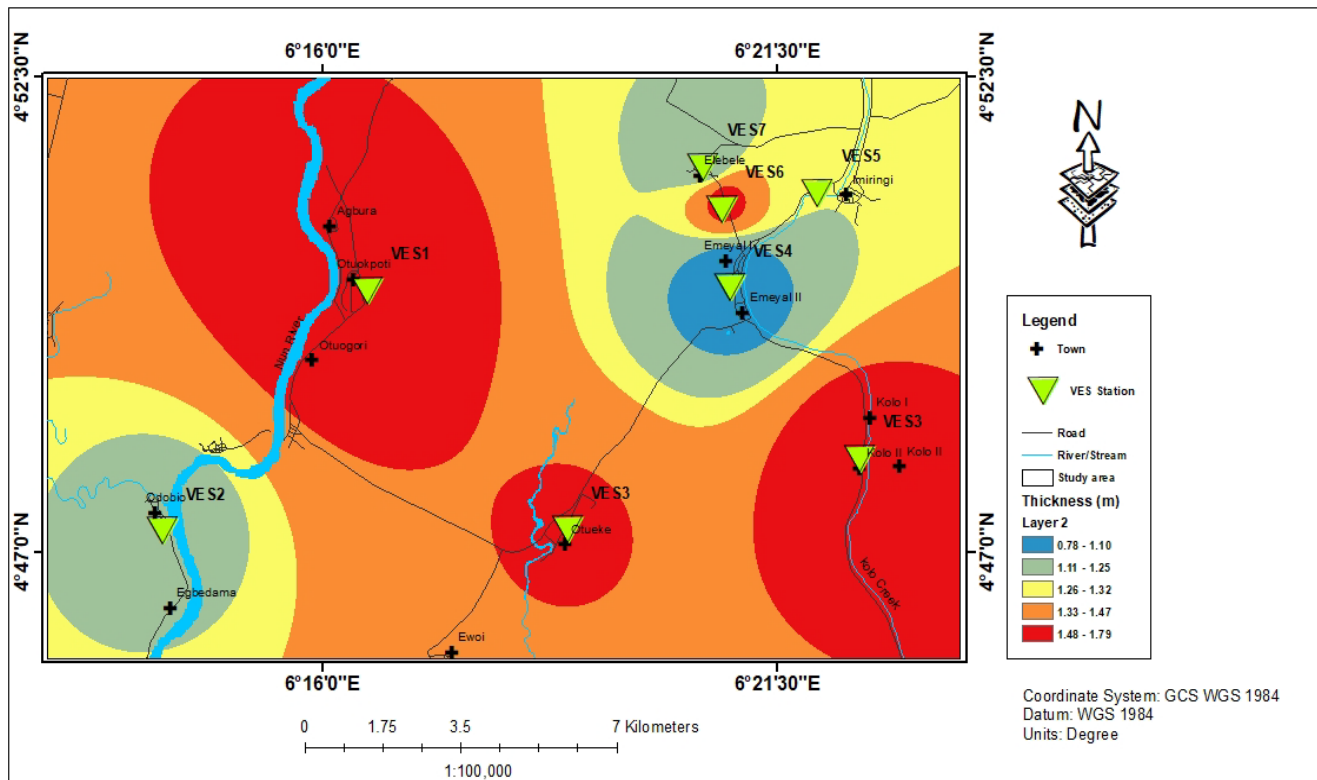 6°16'0"E
6°21'30"E
4°52'30"N
4°52'30"N
N
VES7
Elebele
VES6
VES5
Imiringi
Agbura
Emeyal I
VES4
VES1
Otuokpoti
Emeyal II
Nun River
Otuogori
Kolo I
VES3
Kolo II
Kolo II
Odobio
VES2
VES3
Otueke
4°47'0"N
4°47'0"N
Egbedama
Kolo Creek
Ewoi
6°16'0"E
6°21'30"E
Legend
Town
VES Station
Road
River/Stream
Study area
Thickness (m)
Layer 2
0.78 - 1.10
1.11 - 1.25
1.26 - 1.32
1.33 - 1.47
1.48 - 1.79
0 1.75 3.5 7 Kilometers
1:100,000
Coordinate System: GCS WGS 1984
Datum: WGS 1984
Units: Degree